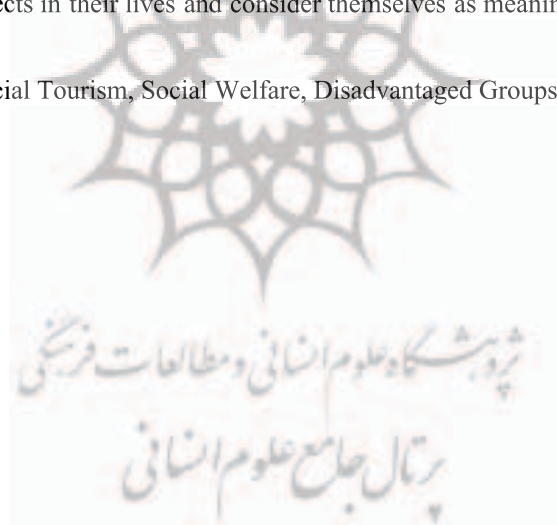 ects in their lives and consider themselves as meanin
cial Tourism, Social Welfare, Disadvantaged Groups
پژوهشگاه علوم انسانی و مطالعات فرهنگی
پرتال جامع علوم انسانی